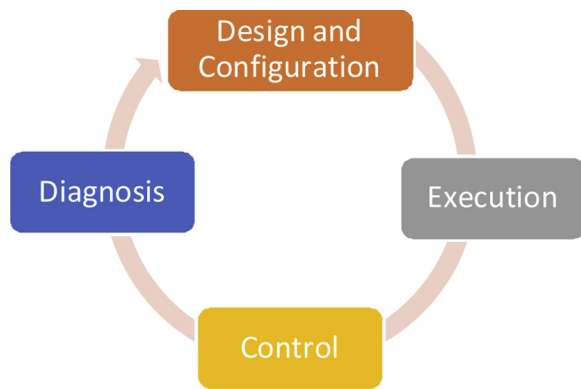 Design and
Configuration
Diagnosis
Execution
Control